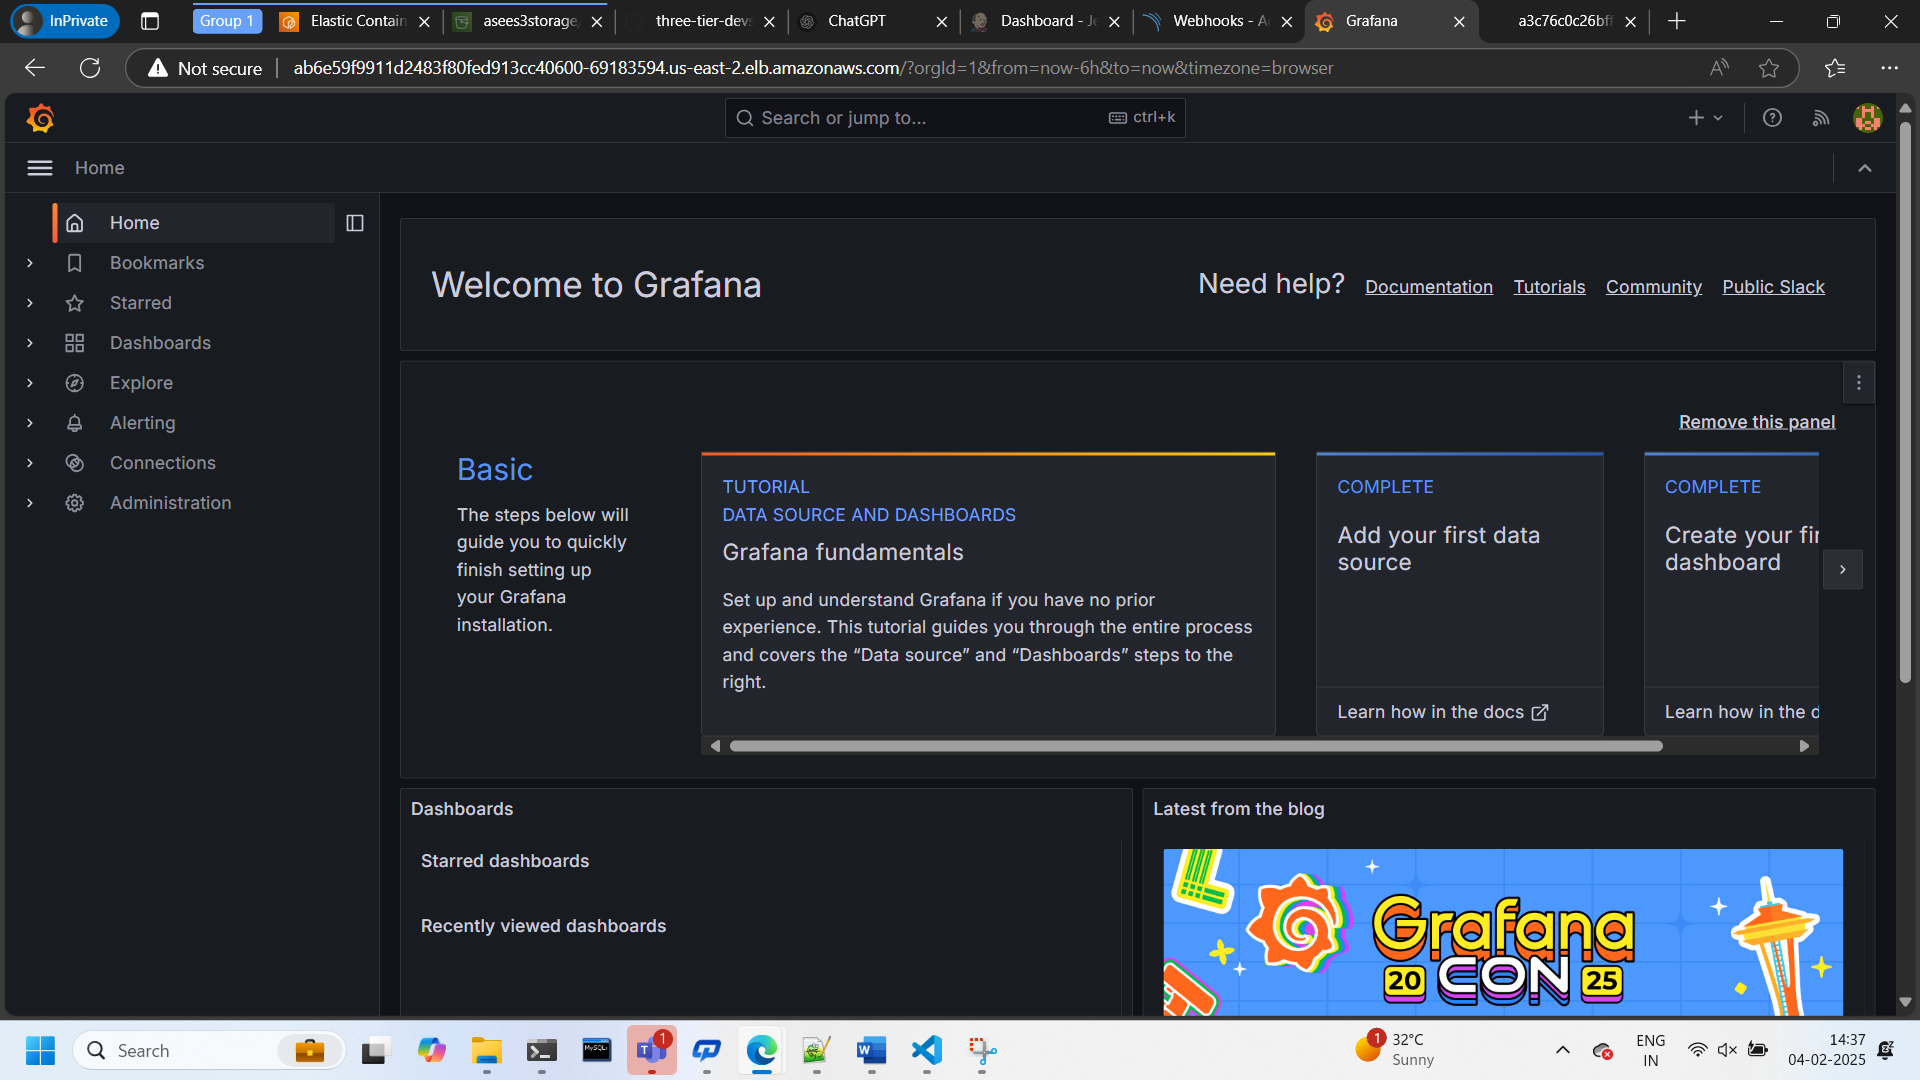 InPrivate
Group 1
Elastic Contain
asees3storage
three-tier-dev
ChatGPT
Dashboard - Je
Webhooks - A
Grafana
a3c76c0c26bff
Not secure
ab6e59f9911d2483f80fed913cc40600-69183594.us-east-2.elb.amazonaws.com/?orgId=1&from=now-6h&to=now&timezone=browser
Search or jump to...
ctrl+k
Home
Home
Bookmarks
Starred
Dashboards
Explore
Alerting
Connections
Administration
Welcome to Grafana
Need help?
Documentation
Tutorials
Community
Public Slack
Remove this panel
Basic
The steps below will
guide you to quickly
finish setting up
your Grafana
installation.
TUTORIAL
DATA SOURCE AND DASHBOARDS
Grafana fundamentals
Set up and understand Grafana if you have no prior
experience. This tutorial guides you through the entire process
and covers the “Data source” and “Dashboards” steps to the
right.
COMPLETE
Add your first data
source
Learn how in the docs
COMPLETE
Create your fir
dashboard
Learn how in the d
Dashboards
Starred dashboards
Recently viewed dashboards
Latest from the blog
Grafana
20 CON 25
Search
MySQL
1
1
32°C
Sunny
ENG
IN
14:37
04-02-2025